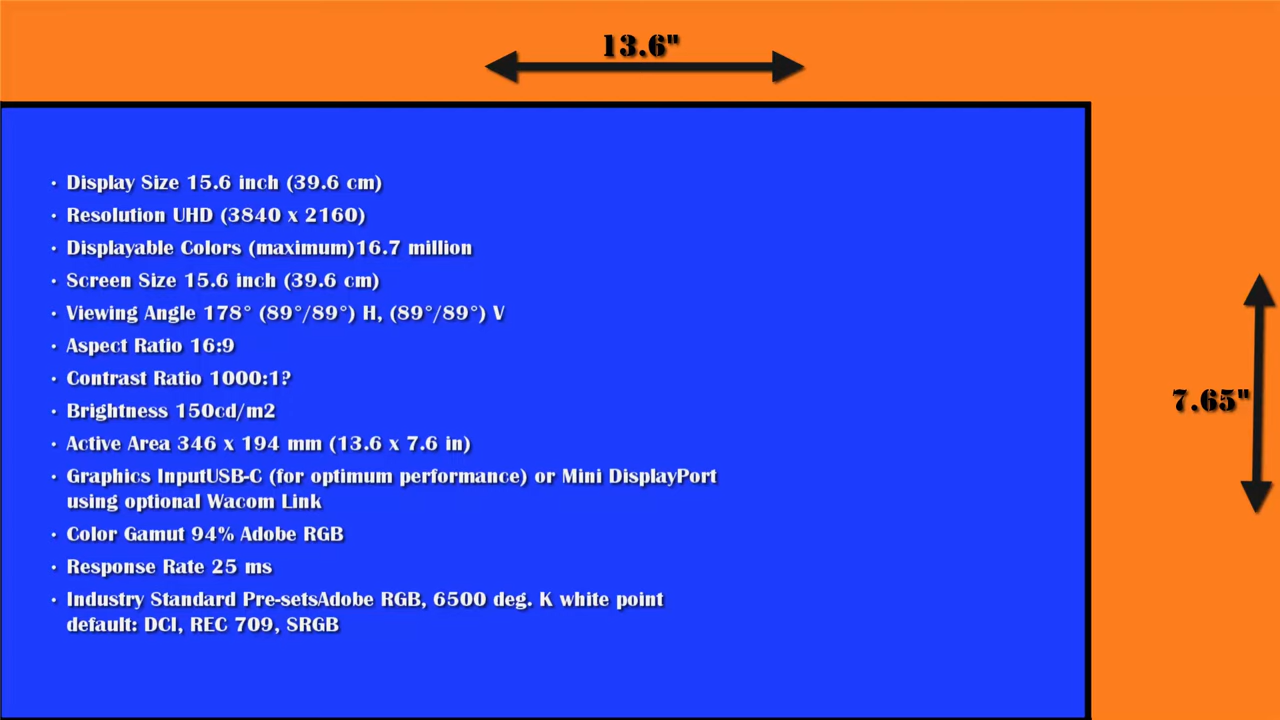 13.6"
• Display Size 15.6 inch (39.6 cm)
• Resolution UHD (3840 x 2160)
• Displayable Colors (maximum)16.7 million
• Screen Size 15.6 inch (39.6 cm)
• Viewing Angle 178° (89°/89°) H, (89°/89°) V
• Aspect Ratio 16:9
• Contrast Ratio 1000:1?
• Brightness 150cd/m2
• Active Area 346 x 194 mm (13.6 x 7.6 in)
• Graphics InputUSB-C (for optimum performance) or Mini DisplayPort
using optional Wacom Link
• Color Gamut 94% Adobe RGB
• Response Rate 25 ms
• Industry Standard Pre-setsAdobe RGB, 6500 deg. K white point
default: DCI, REC 709, SRGB
7.65"